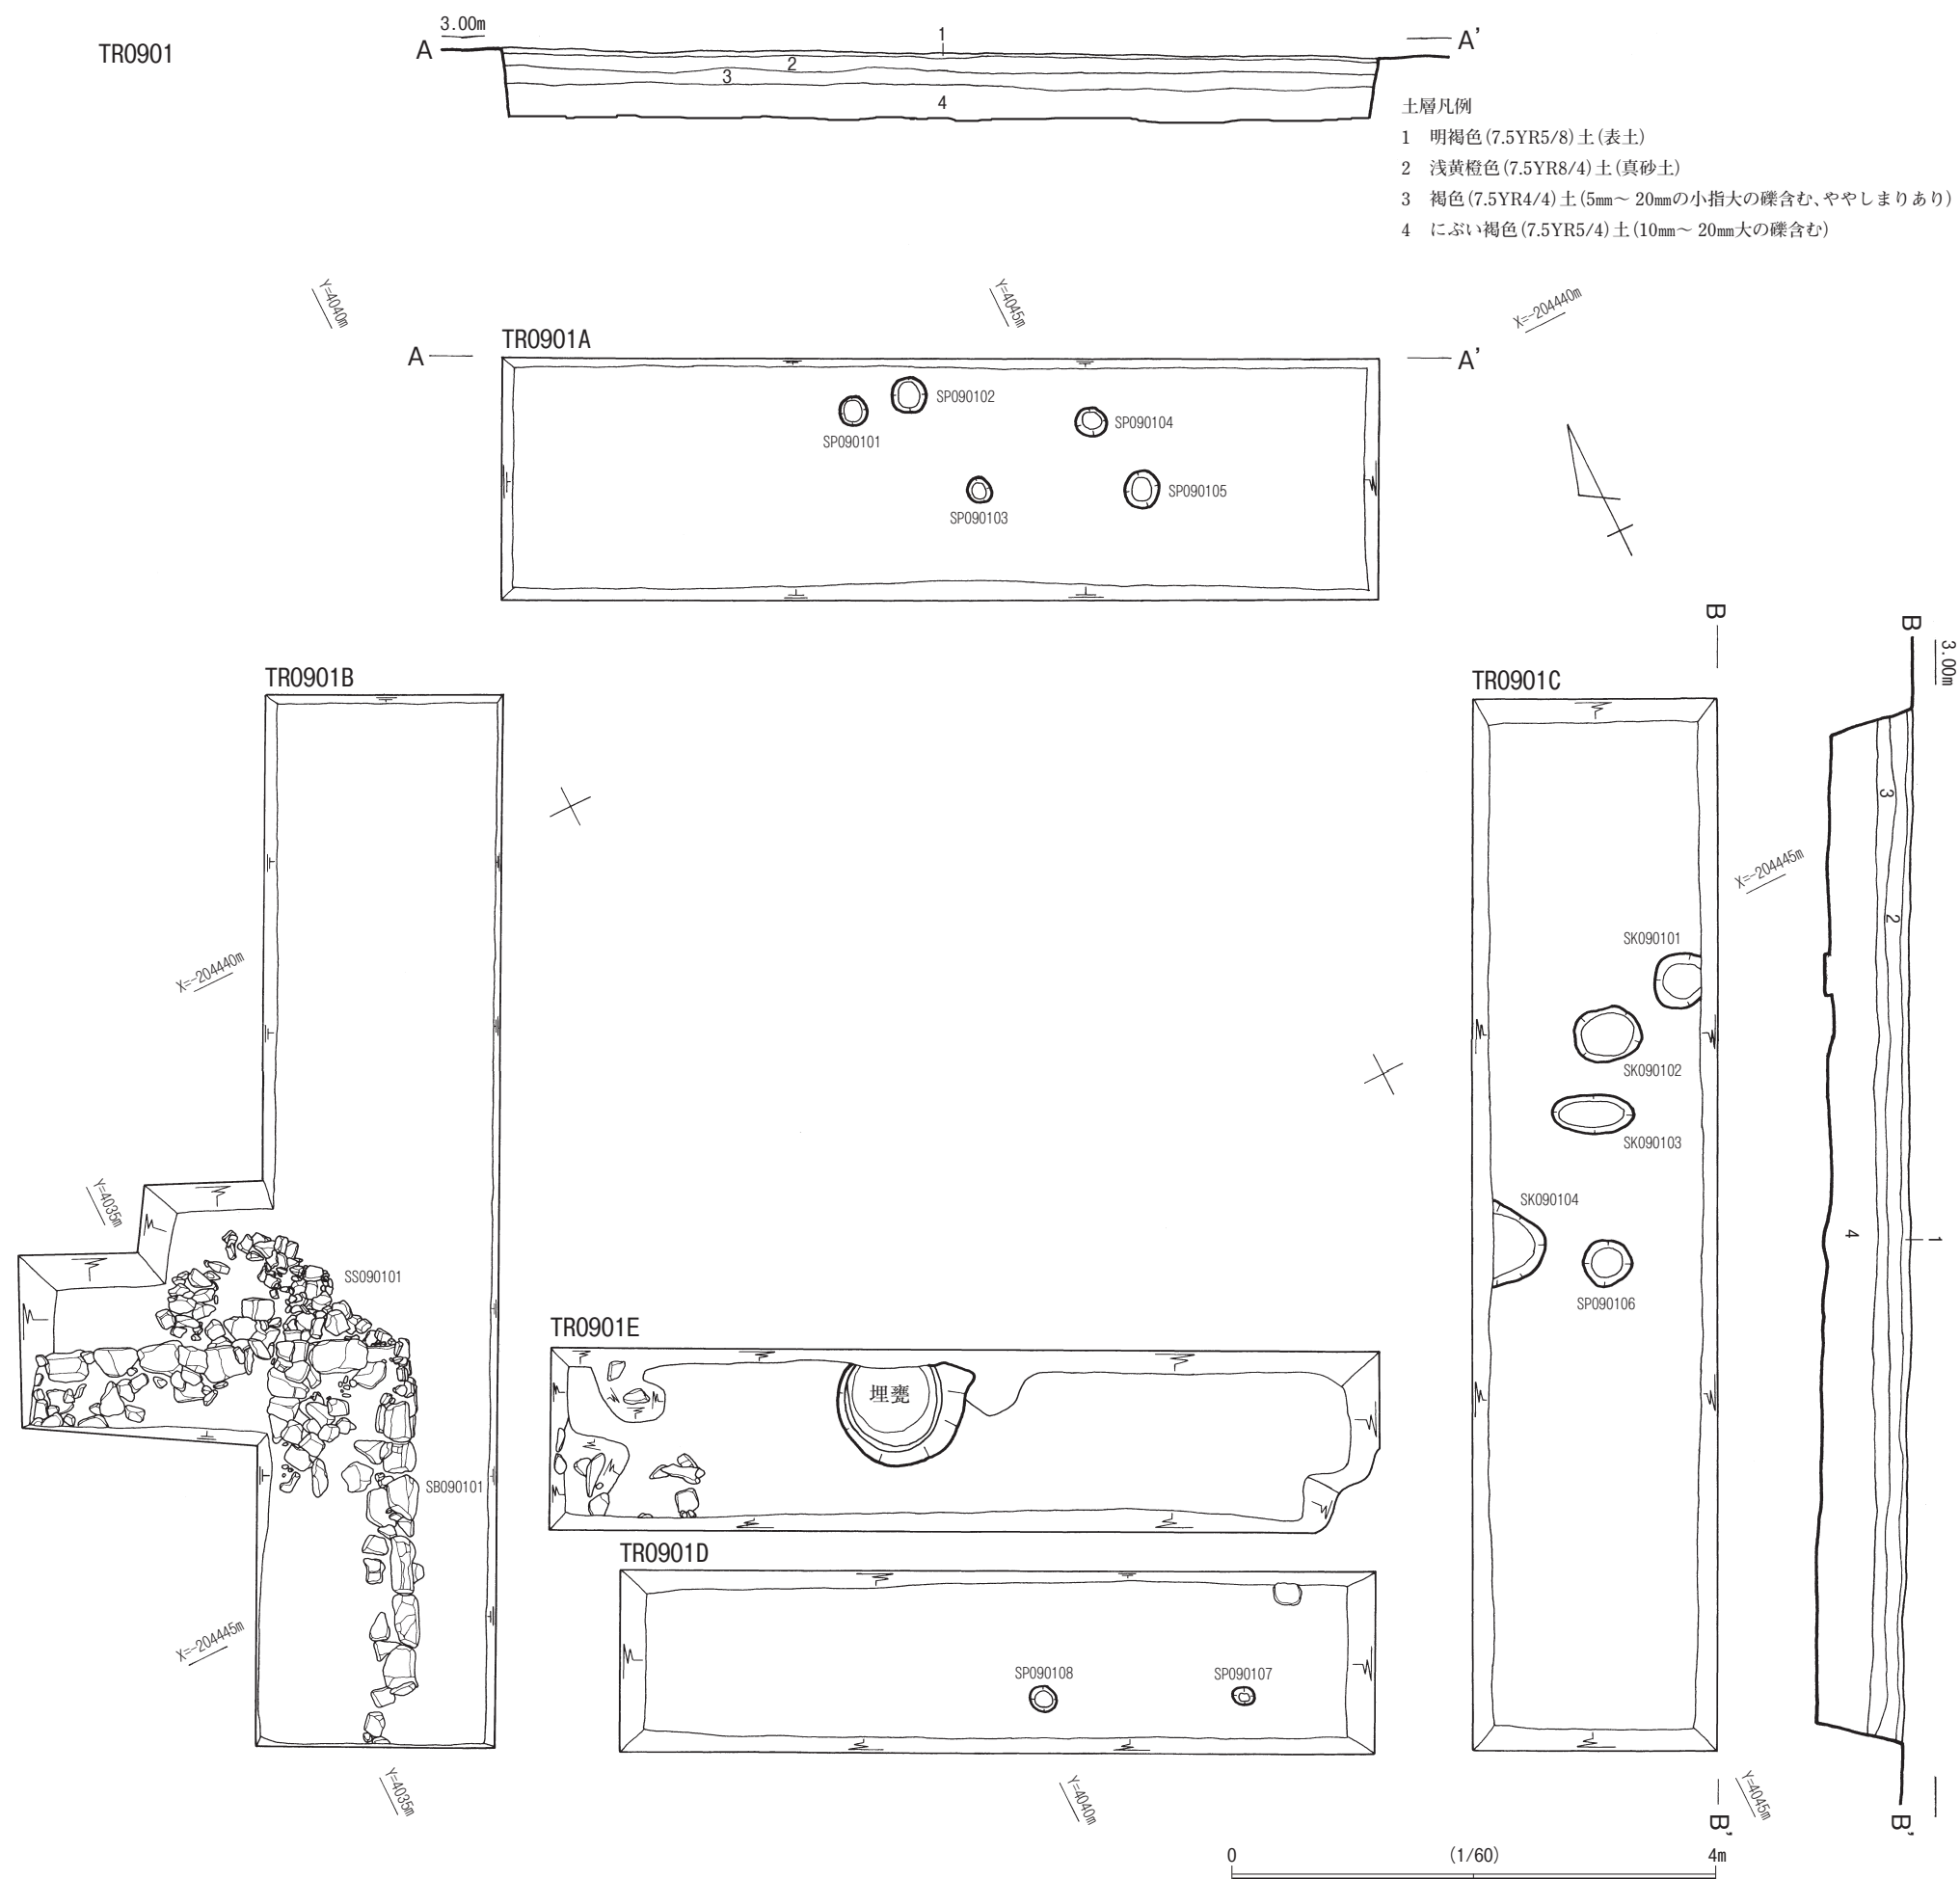 TR0901
3.00m
A
A'
1
2
3
4
土層凡例
1 明褐色(7.5YR5/8)土(表土)
2 浅黄橙色(7.5YR8/4)土(真砂土)
3 褐色(7.5YR4/4)土(5㎜～20㎜の小指大の礫含む、ややしまりあり)
4 にぶい褐色(7.5YR5/4)土(10㎜～20㎜大の礫含む)
Y=4040m
Y=4045m
X=-204440m
TR0901A
A
A'
SP090102
SP090101
SP090104
SP090103
SP090105
B
B
3.00m
TR0901B
TR0901C
3
X=-204445m
2
SK090101
X=-204440m
SK090102
SK090103
Y=4035m
SK090104
4
1
SS090101
SP090106
TR0901E
埋甕
SB090101
TR0901D
X=-204445m
SP090108
SP090107
Y=4035m
Y=4040m
Y=4045m
B'
B'
0
(1/60)
4m